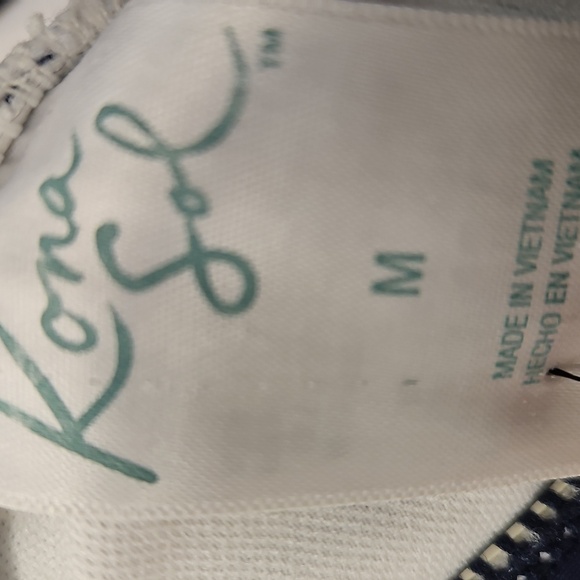 Kona
Sol™
M
MADE IN VIETNAM
HECHO EN VIETNAM